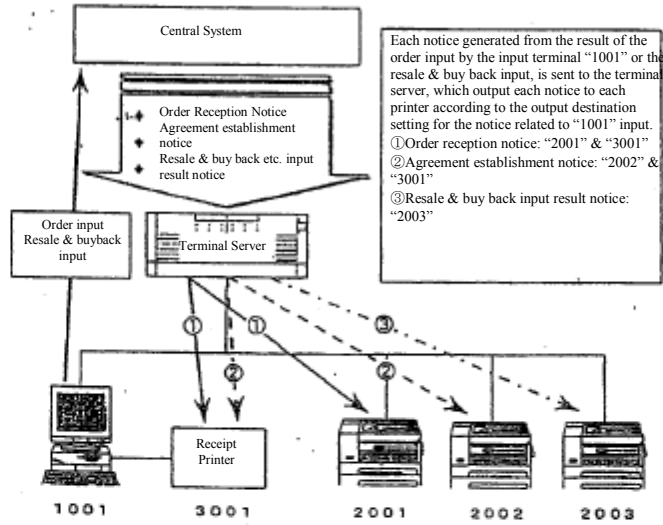 Central System
Order Reception Notice
Agreement establishment
notice
Resale & buy back etc. input
result notice
Each notice generated from the result of the
order input by the input terminal “1001” or the
resale & buy back input, is sent to the terminal
server, which output each notice to each
printer according to the output destination
setting for the notice related to “1001” input.
①Order reception notice: “2001” & “3001”
②Agreement establishment notice: “2002” &
“3001”
③Resale & buy back input result notice:
“2003”
Order input
Resale & buyback
input
Terminal Server
① ① ③
② ②
Receipt
Printer
1001 3001 2001 2002 2003